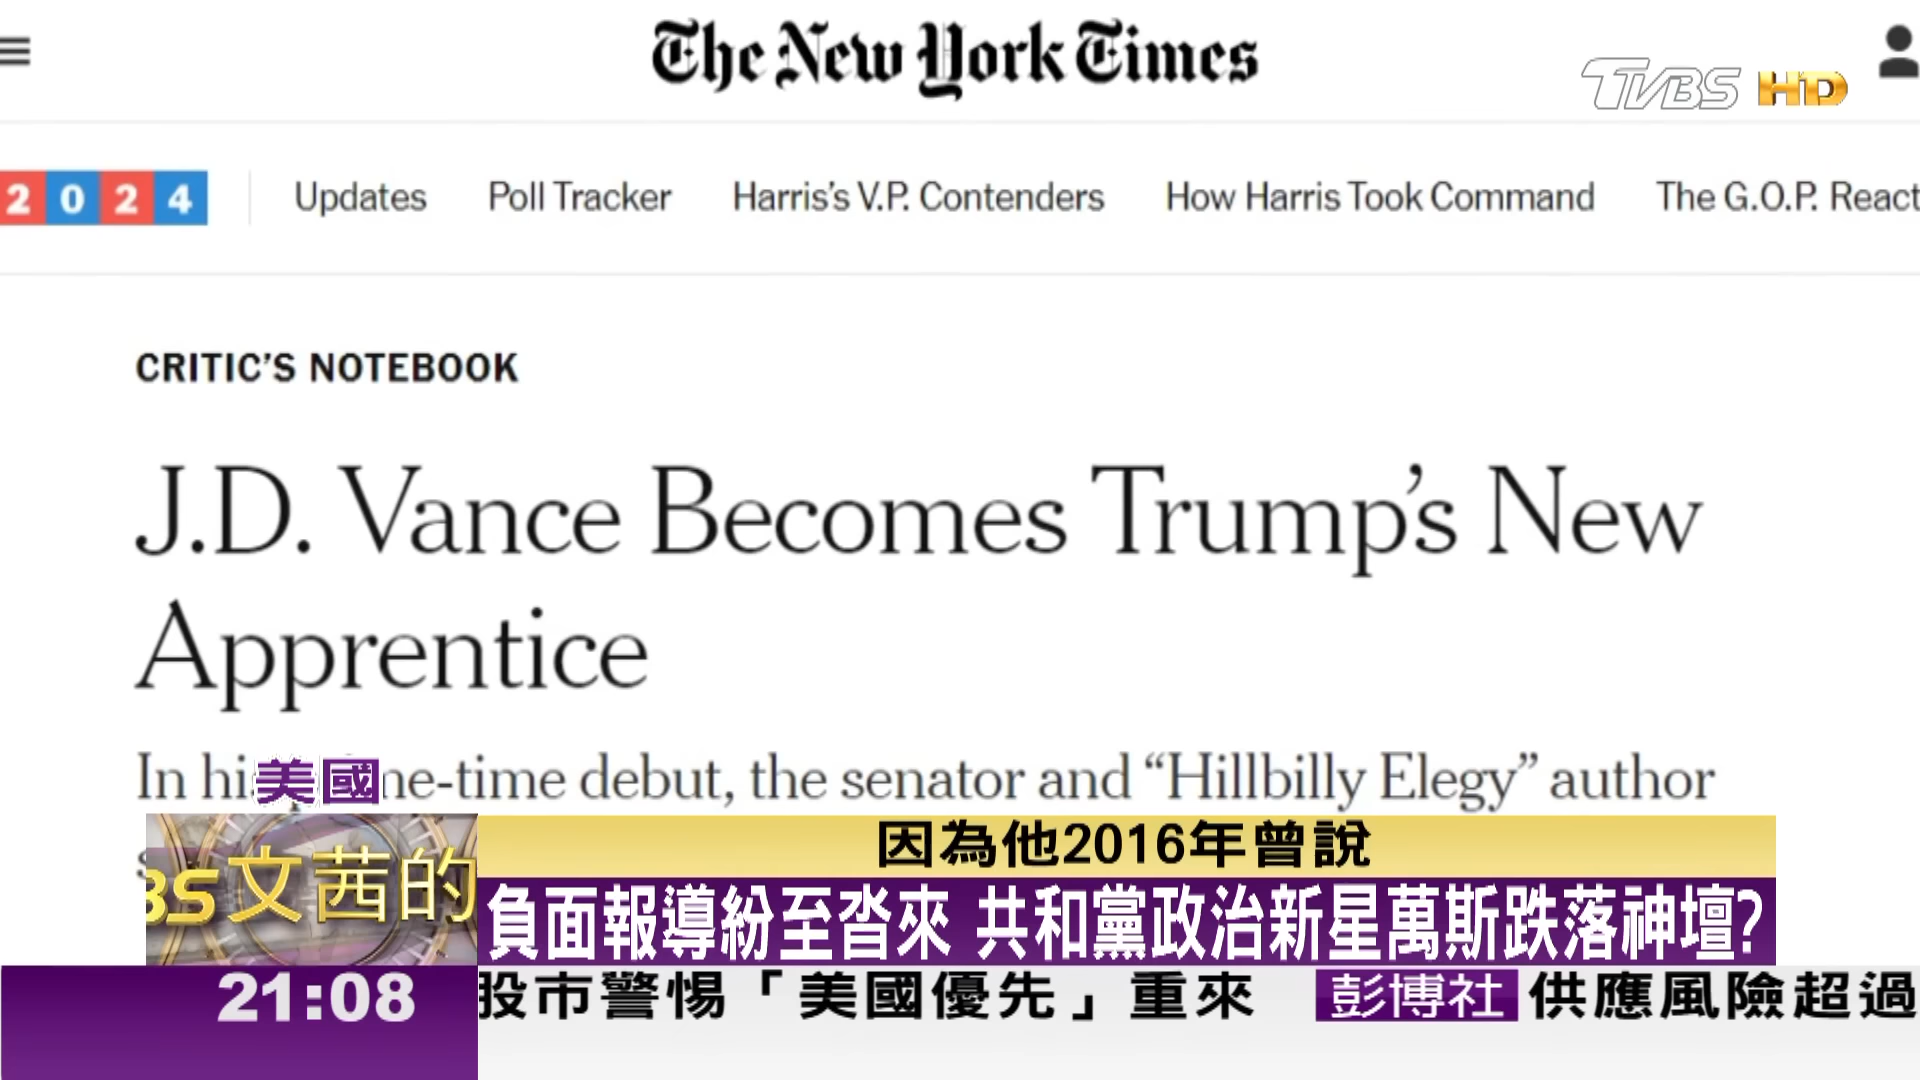 The New York Times
TVBS HD
2024
Updates
Poll Tracker
Harris's V.P. Contenders
How Harris Took Command
The G.O.P. React
CRITIC'S NOTEBOOK
J.D. Vance Becomes Trump's New
Apprentice
In his me-time debut, the senator and “Hillbilly Elegy” author
美國
BS文茜的
因為他2016年曾說
負面報導紛至沓來 共和黨政治新星萬斯跌落神壇?
21:08
股市警惕「美國優先」重來 彭博社 供應風險超過